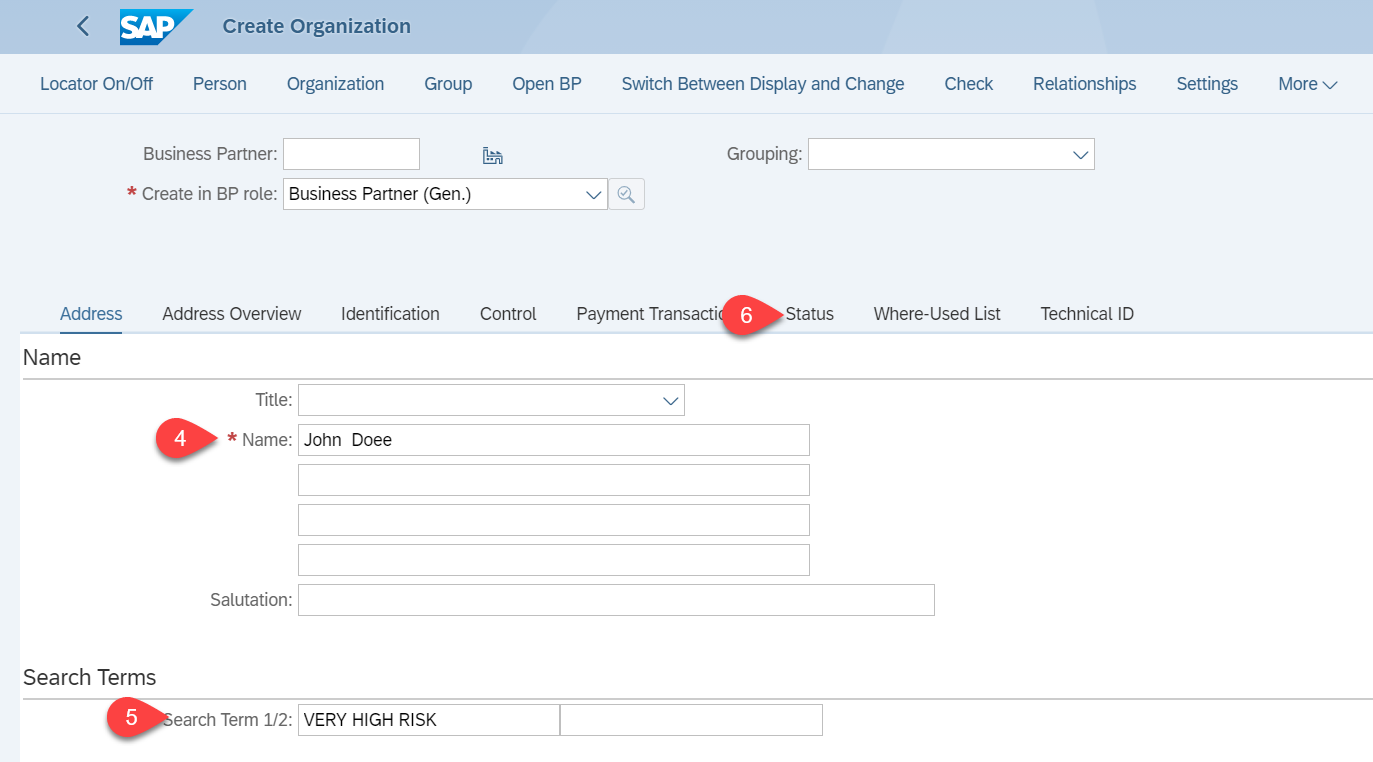 SAP Create Organization
Locator On/Off Person Organization Group Open BP Switch Between Display and Change Check Relationships Settings More
Business Partner: Grouping:
* Create in BP role: Business Partner (Gen.)
Address Address Overview Identification Control Payment Transactio 6 Status Where-Used List Technical ID
Name
Title:
4 * Name: John  Doee
Salutation:
Search Terms
5 Search Term 1/2: VERY HIGH RISK